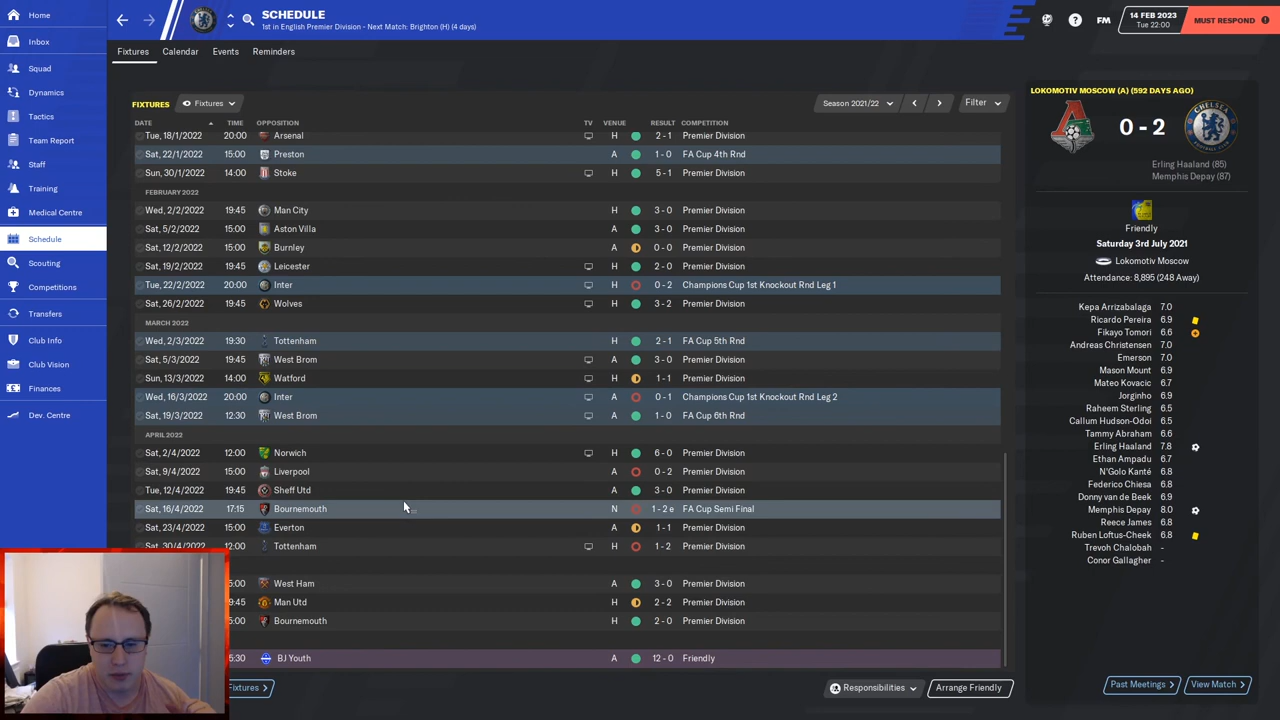 Home
SCHEDULE
1st in English Premier Division - Next Match: Brighton (H) (4 days)
FM
14 FEB 2023
Tue 22:00
MUST RESPOND
Inbox
Squad
Dynamics
Tactics
Team Report
Staff
Training
Medical Centre
Schedule
Scouting
Competitions
Transfers
Club Info
Club Vision
Finances
Dev. Centre
Fixtures Calendar Events Reminders
FIXTURES Fixtures Season 2021/22 Filter
DATE TIME OPPOSITION TV VENUE RESULT COMPETITION
Tue, 18/1/2022 20:00 Arsenal H 2 - 1 Premier Division
Sat, 22/1/2022 15:00 Preston A 1 - 0 FA Cup 4th Rnd
Sun, 30/1/2022 14:00 Stoke H 5 - 1 Premier Division
FEBRUARY 2022
Wed, 2/2/2022 19:45 Man City H 3 - 0 Premier Division
Sat, 5/2/2022 15:00 Aston Villa A 3 - 0 Premier Division
Sat, 12/2/2022 15:00 Burnley A 0 - 0 Premier Division
Sat, 19/2/2022 19:45 Leicester H 2 - 0 Premier Division
Tue, 22/2/2022 20:00 Inter H 0 - 2 Champions Cup 1st Knockout Rnd Leg 1
Sat, 26/2/2022 19:45 Wolves H 3 - 2 Premier Division
MARCH 2022
Wed, 2/3/2022 19:30 Tottenham H 2 - 1 FA Cup 5th Rnd
Sat, 5/3/2022 19:45 West Brom A 3 - 0 Premier Division
Sun, 13/3/2022 14:00 Watford A 1 - 1 Premier Division
Wed, 16/3/2022 20:00 Inter A 0 - 1 Champions Cup 1st Knockout Rnd Leg 2
Sat, 19/3/2022 12:30 West Brom A 1 - 0 FA Cup 6th Rnd
APRIL 2022
Sat, 2/4/2022 12:00 Norwich H 6 - 0 Premier Division
Sat, 9/4/2022 15:00 Liverpool A 0 - 2 Premier Division
Tue, 12/4/2022 19:45 Sheff Utd A 3 - 0 Premier Division
Sat, 16/4/2022 17:15 Bournemouth N 1 - 2 e FA Cup Semi Final
Sat, 23/4/2022 15:00 Everton A 1 - 1 Premier Division
Sat, 30/4/2022 12:00 Tottenham H 1 - 2 Premier Division
5:00 West Ham A 3 - 0 Premier Division
9:45 Man Utd H 2 - 2 Premier Division
5:00 Bournemouth H 2 - 0 Premier Division
5:30 BJ Youth A 12 - 0 Friendly
Fixtures Responsibilities Arrange Friendly
LOKOMOTIV MOSCOW (A) (592 DAYS AGO)
0 - 2
CHELSEA
Erling Haaland (85)
Memphis Depay (87)
Friendly
Saturday 3rd July 2021
Lokomotiv Moscow
Attendance: 8,895 (248 Away)
Kepa Arrizabalaga 7.0
Ricardo Pereira 6.9
Fikayo Tomori 6.6
Andreas Christensen 7.0
Emerson 7.0
Mason Mount 6.9
Mateo Kovacic 6.7
Jorginho 6.9
Raheem Sterling 6.5
Callum Hudson-Odoi 6.5
Tammy Abraham 6.6
Erling Haaland 7.8
Ethan Ampadu 6.7
N'Golo Kanté 6.8
Federico Chiesa 6.8
Donny van de Beek 6.9
Memphis Depay 8.0
Reece James 6.8
Ruben Loftus-Cheek 6.8
Trevoh Chalobah -
Conor Gallagher -
Past Meetings View Match